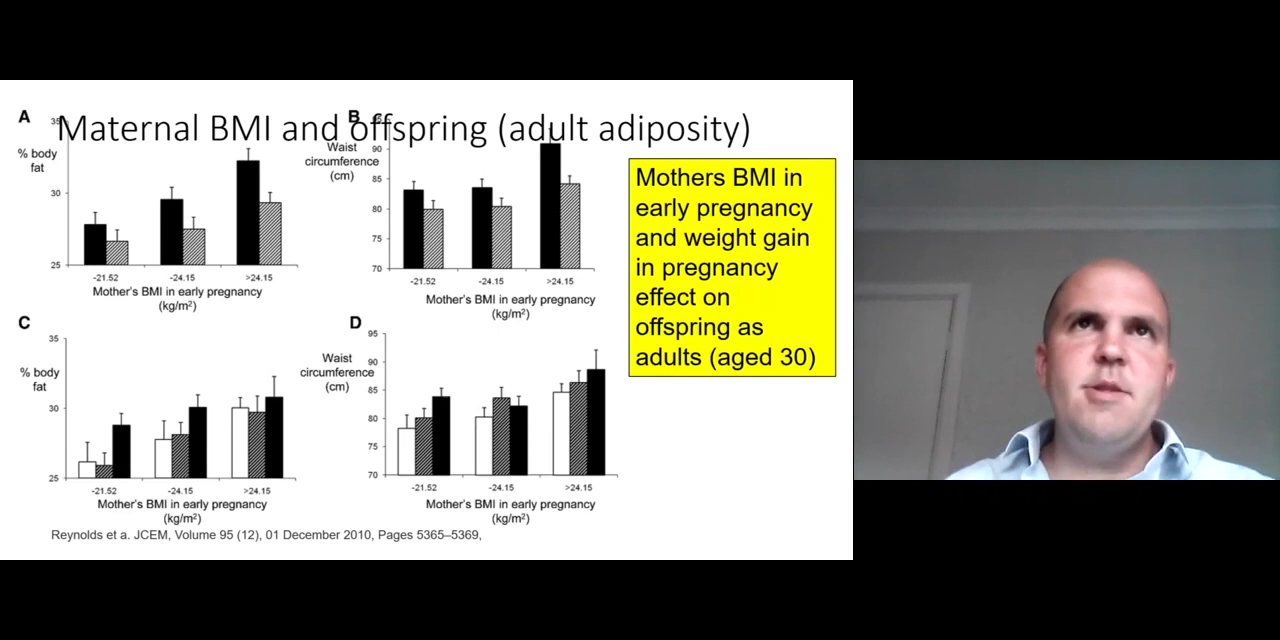 Maternal BMI and offspring (adult adiposity)
A
35
% body
fat
30
25
-21.52 -24.15 >24.15
Mother's BMI in early pregnancy
(kg/m²)
B
Waist
circumference
(cm)
90
85
80
75
70
-21.52 -24.15 >24.15
Mother's BMI in early pregnancy
(kg/m²)
Mothers BMI in
early pregnancy
and weight gain
in pregnancy
effect on
offspring as
adults (aged 30)
C
35
% body
fat
30
25
-21.52 -24.15 >24.15
Mother's BMI in early pregnancy
(kg/m²)
D
95
Waist
circumference
(cm)
90
85
80
75
70
-21.52 -24.15 >24.15
Mother's BMI in early pregnancy
(kg/m²)
Reynolds et a. JCEM, Volume 95 (12), 01 December 2010, Pages 5365–5369,